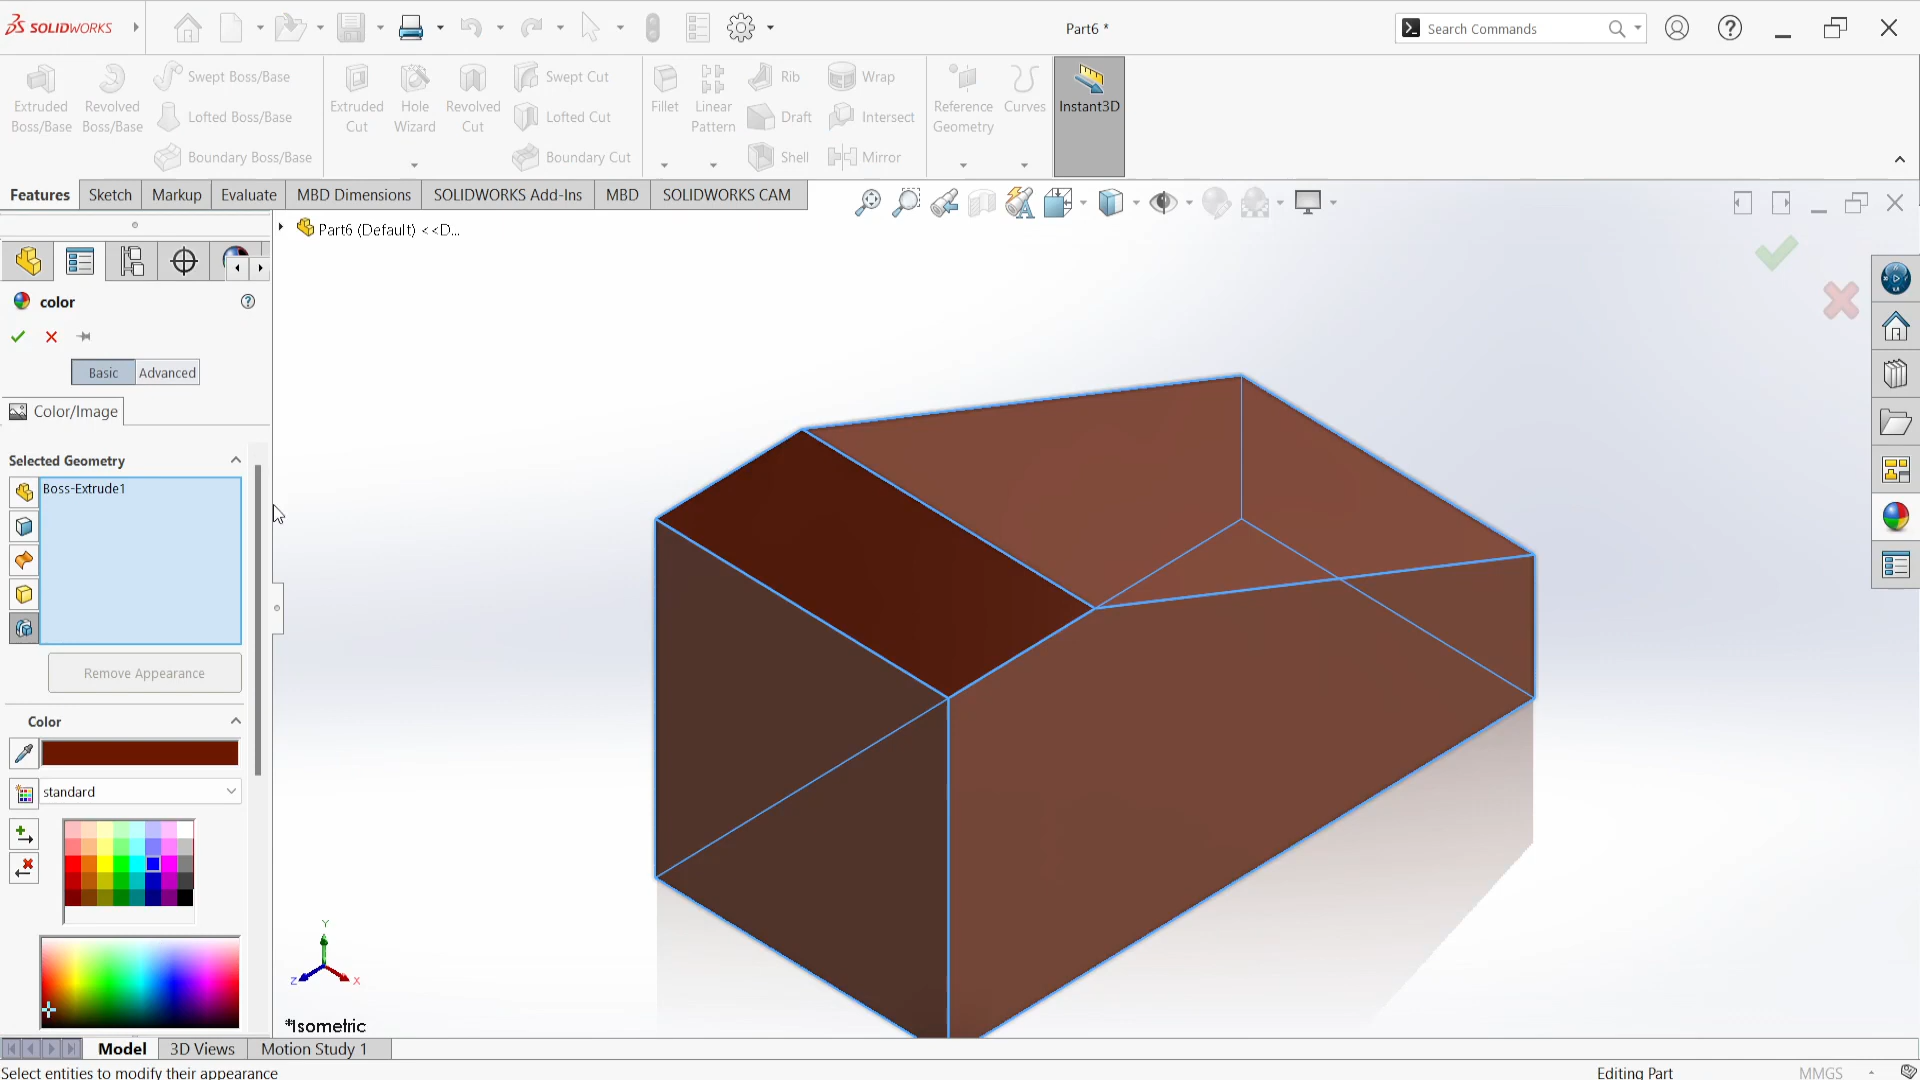 SOLIDWORKS
Part6 *
Search Commands
Extruded Boss/Base
Revolved Boss/Base
Swept Boss/Base
Lofted Boss/Base
Boundary Boss/Base
Extruded Cut
Hole Wizard
Revolved Cut
Swept Cut
Lofted Cut
Boundary Cut
Fillet
Linear Pattern
Rib
Draft
Shell
Wrap
Intersect
Mirror
Reference Geometry
Curves
Instant3D
Features
Sketch
Markup
Evaluate
MBD Dimensions
SOLIDWORKS Add-Ins
MBD
SOLIDWORKS CAM
Part6 (Default) <<D...
color
Basic
Advanced
Color/Image
Selected Geometry
Boss-Extrude1
Remove Appearance
Color
standard
Y
Z
X
*Isometric
Model
3D Views
Motion Study 1
Select entities to modify their appearance
Editing Part
MMGS